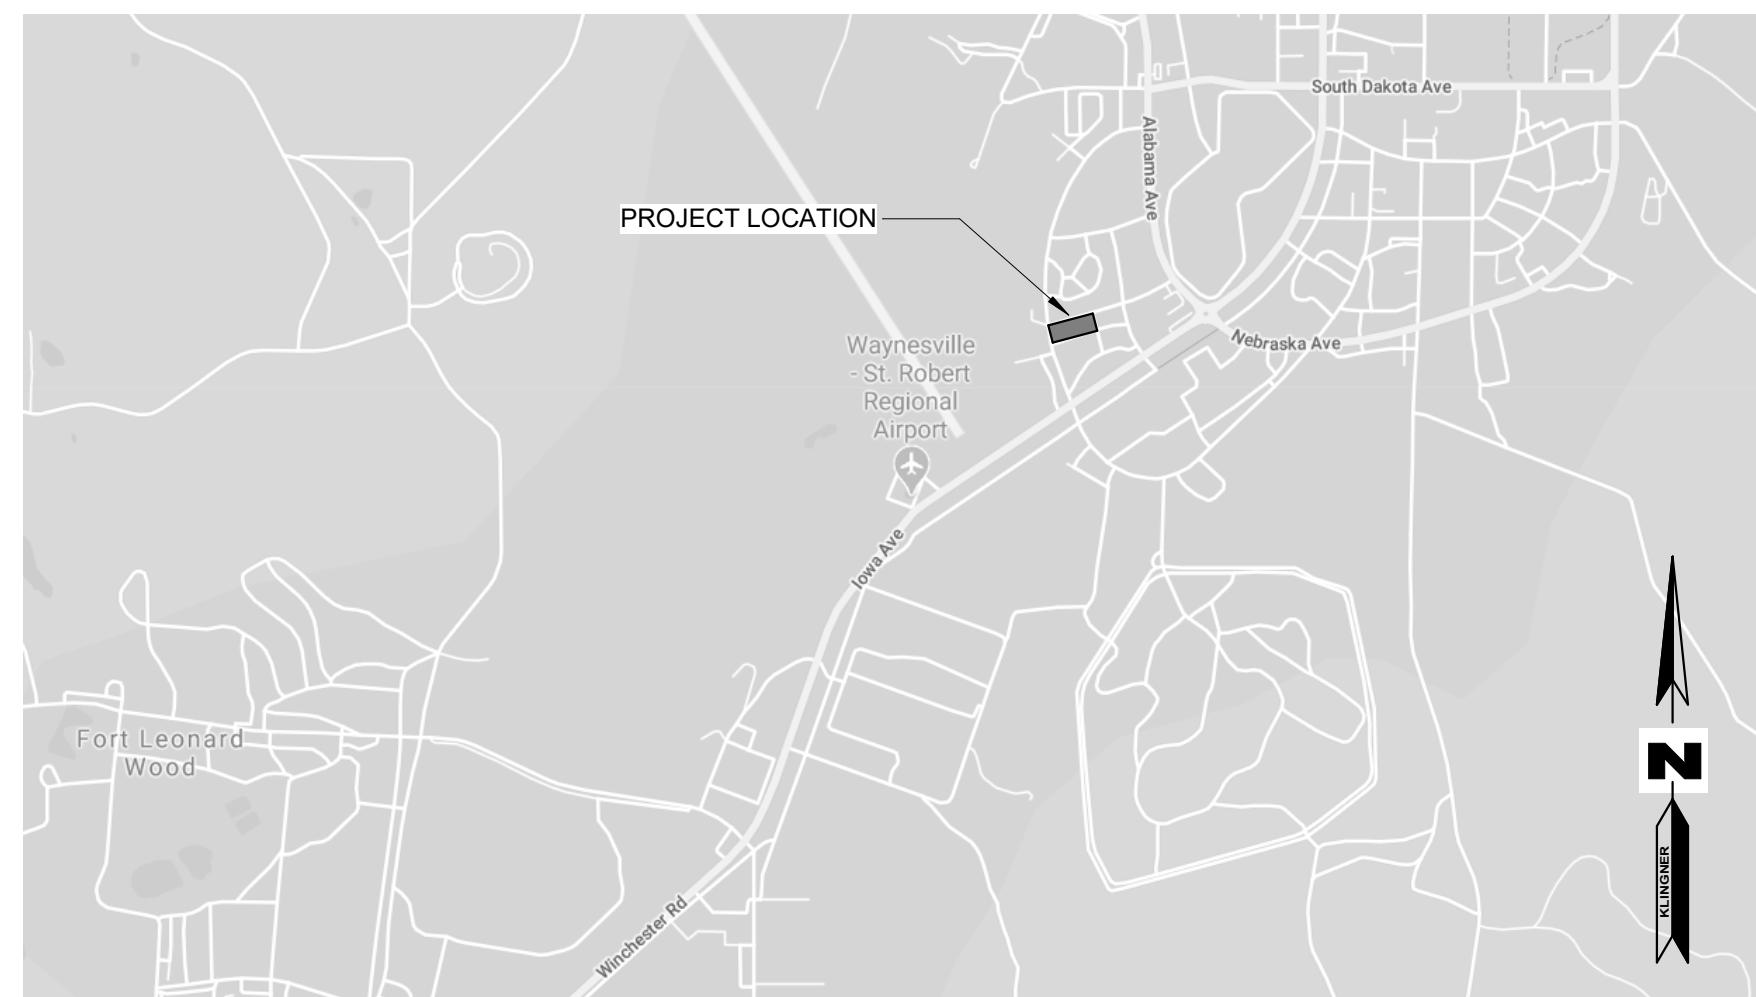 South Dakota Ave
Alabama Ave
PROJECT LOCATION
Nebraska Ave
Waynesville
- St. Robert
Regional
Airport
Iowa Ave
Fort Leonard
Wood
N
KLINGNER
Winchester Rd